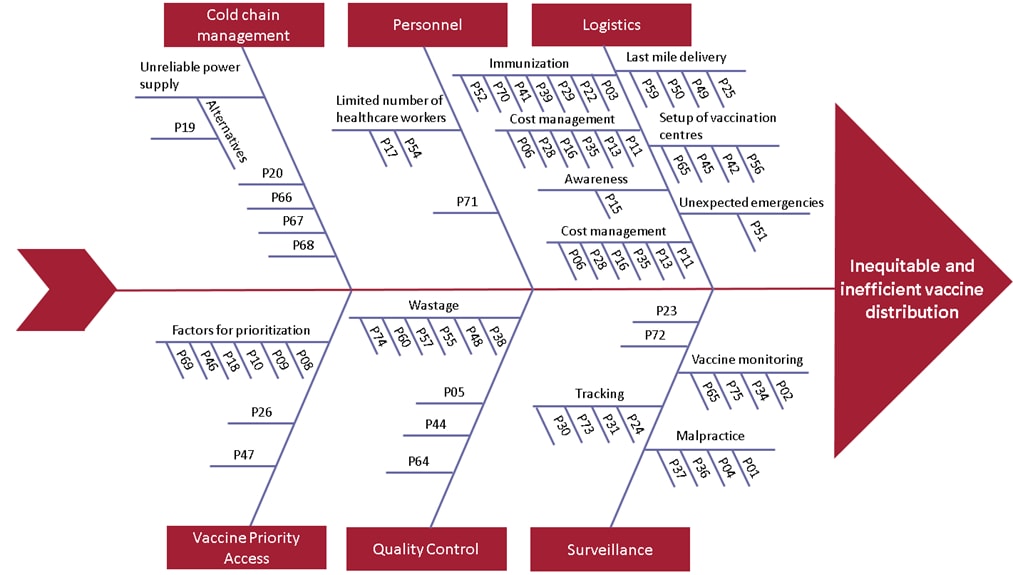 Cold chain
management
Personnel
Logistics
Unreliable power
supply
Alternatives
P19
P20
P66
P67
P68
Limited number of
healthcare workers
P17
P54
P71
Immunization
P52
P70
P41
P39
P29
P22
P03
Cost management
P06
P28
P16
P35
P13
P11
Awareness
P15
Cost management
P06
P28
P16
P35
P13
P11
Last mile delivery
P59
P50
P49
P25
Setup of vaccination
centres
P65
P45
P42
P56
Unexpected emergencies
P51
Inequitable and
inefficient vaccine
distribution
Factors for prioritization
P69
P46
P18
P10
P09
P08
P26
P47
Wastage
P74
P60
P57
P55
P48
P38
P05
P44
P64
P23
P72
Vaccine monitoring
P65
P75
P34
P02
Tracking
P30
P73
P31
P24
Malpractice
P37
P36
P04
P01
Vaccine Priority
Access
Quality Control
Surveillance